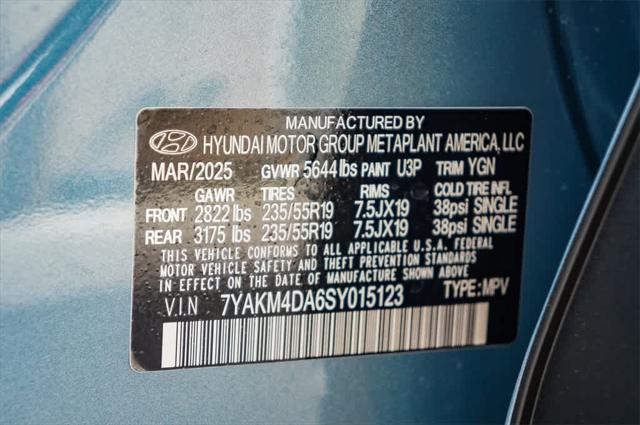 MANUFACTURED BY
HYUNDAI MOTOR GROUP METAPLANT AMERICA, LLC
MAR/2025 GVWR 5644 lbs PAINT U3P TRIM YGN
GAWR TIRES RIMS COLD TIRE INFL
FRONT 2822 lbs 235/55R19 7.5JX19 38psi SINGLE
REAR 3175 lbs 235/55R19 7.5JX19 38psi SINGLE
THIS VEHICLE CONFORMS TO ALL APPLICABLE U.S.A. FEDERAL
MOTOR VEHICLE SAFETY AND THEFT PREVENTION STANDARDS
IN EFFECT ON THE DATE OF MANUFACTURE SHOWN ABOVE.
V.I.N 7YAKM4DA6SY015123 TYPE: MPV